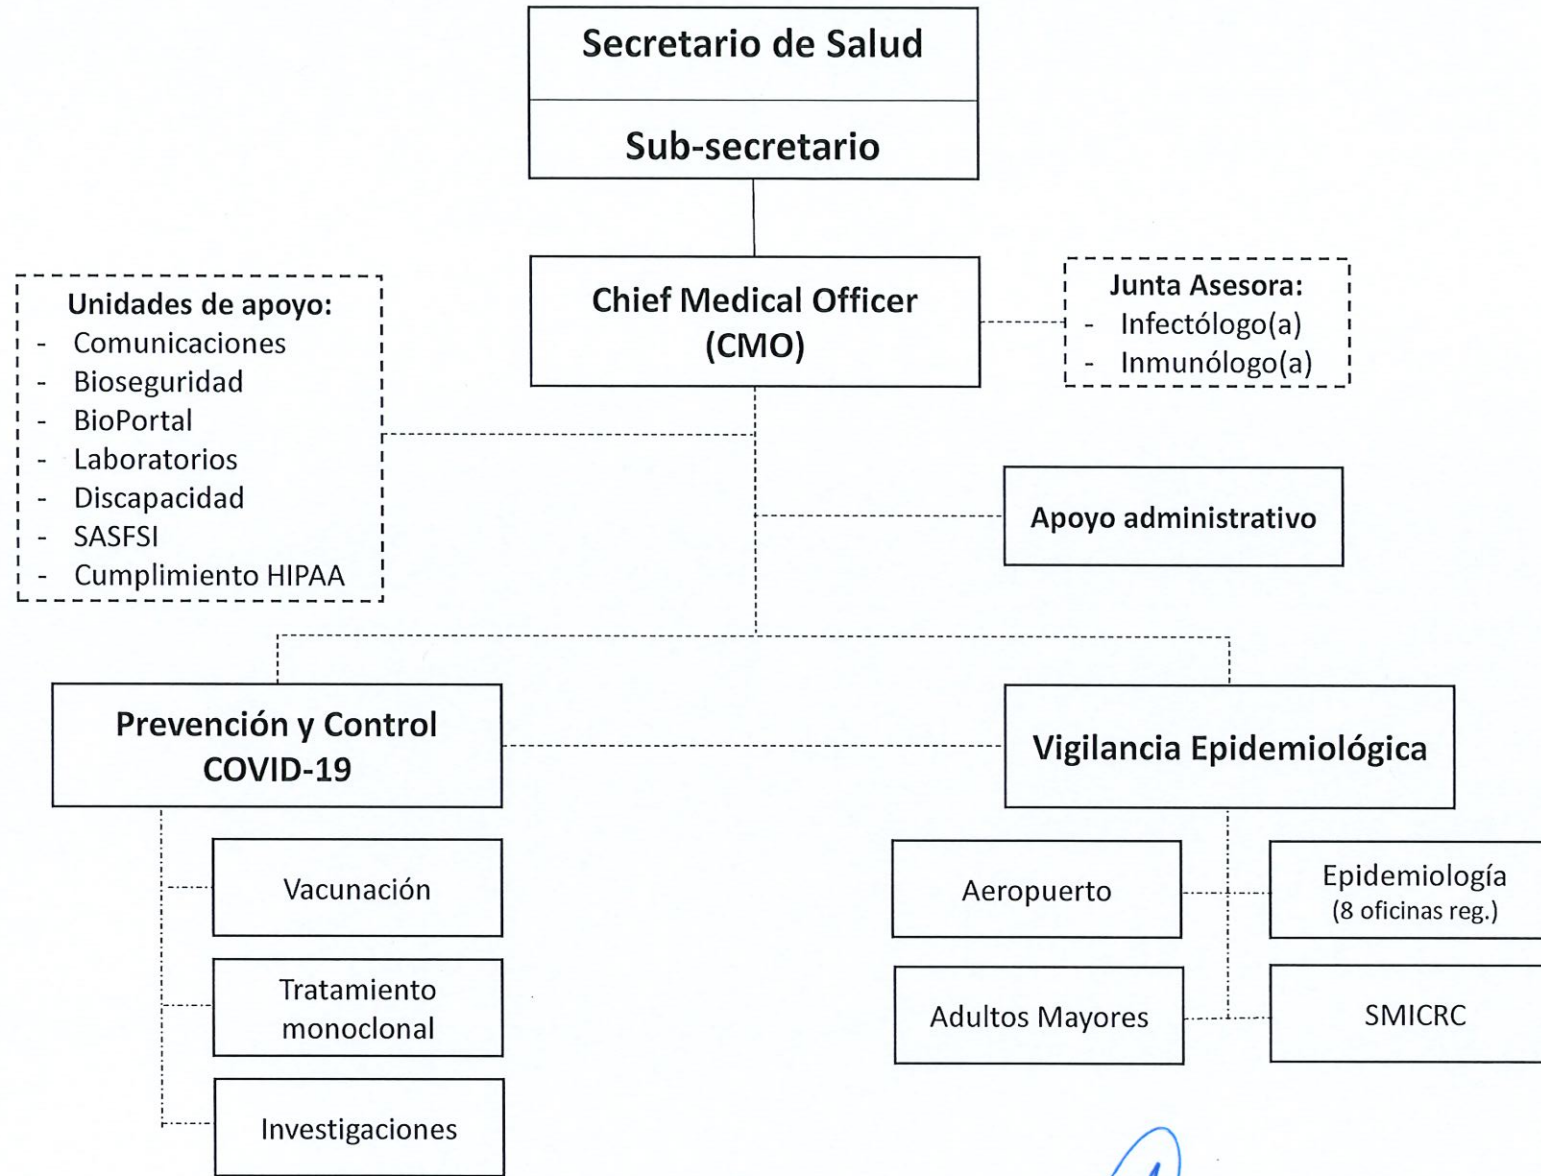 Secretario de Salud
Sub-secretario
Chief Medical Officer
(CMO)
Unidades de apoyo:
- Comunicaciones
- Bioseguridad
- BioPortal
- Laboratorios
- Discapacidad
- SASFSI
- Cumplimiento HIPAA
Junta Asesora:
- Infectólogo(a)
- Inmunólogo(a)
Apoyo administrativo
Prevención y Control
COVID-19
Vigilancia Epidemiológica
Vacunación
Tratamiento
monoclonal
Investigaciones
Aeropuerto
Epidemiología
(8 oficinas reg.)
Adultos Mayores
SMICRC